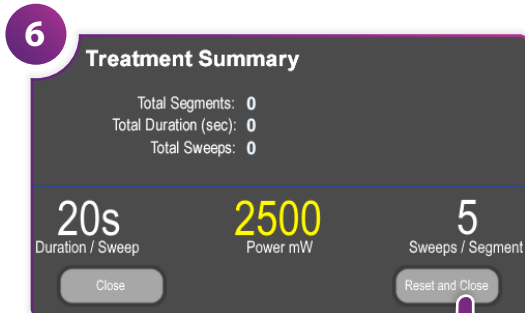 6
Treatment Summary
Total Segments: 0
Total Duration (sec): 0
Total Sweeps: 0
20s
Duration / Sweep
2500
Power mW
5
Sweeps / Segment
Close
Reset and Close